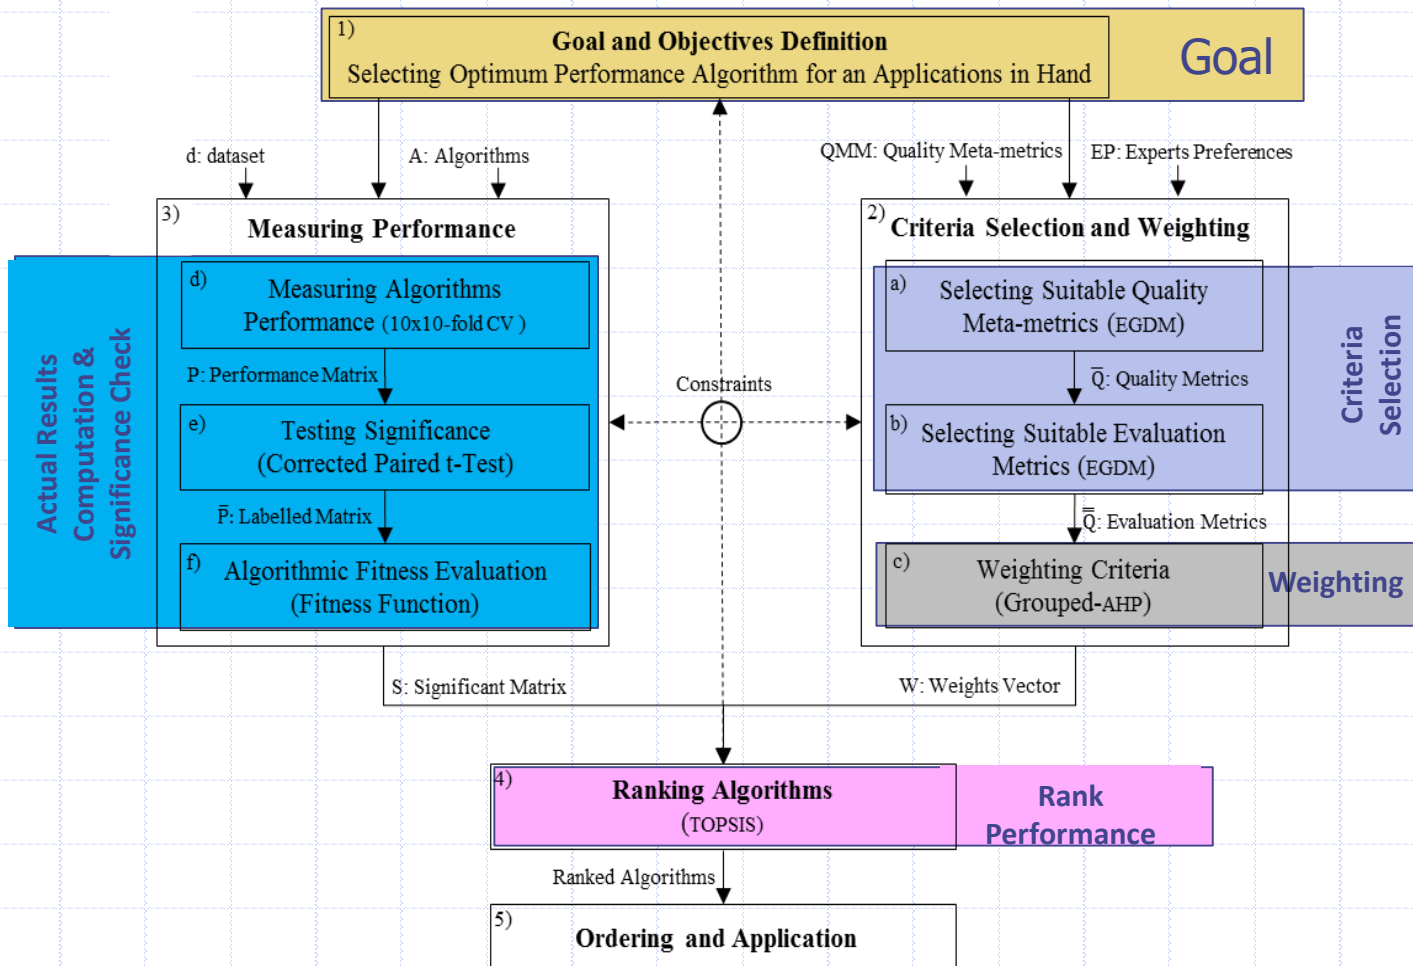 1)
Goal and Objectives Definition
Selecting Optimum Performance Algorithm for an Applications in Hand
Goal
d: dataset
A: Algorithms
QMM: Quality Meta-metrics
EP: Experts Preferences
3)
Measuring Performance
Actual Results
Computation &
Significance Check
d)
Measuring Algorithms
Performance (10x10-fold CV )
P: Performance Matrix
e)
Testing Significance
(Corrected Paired t-Test)
P̅: Labelled Matrix
f)
Algorithmic Fitness Evaluation
(Fitness Function)
Constraints
2)
Criteria Selection and Weighting
a)
Selecting Suitable Quality
Meta-metrics (EGDM)
Q̅: Quality Metrics
b)
Selecting Suitable Evaluation
Metrics (EGDM)
Criteria
Selection
Q̿: Evaluation Metrics
c)
Weighting Criteria
(Grouped-AHP)
Weighting
S: Significant Matrix
W: Weights Vector
4)
Ranking Algorithms
(TOPSIS)
Rank
Performance
Ranked Algorithms
5)
Ordering and Application